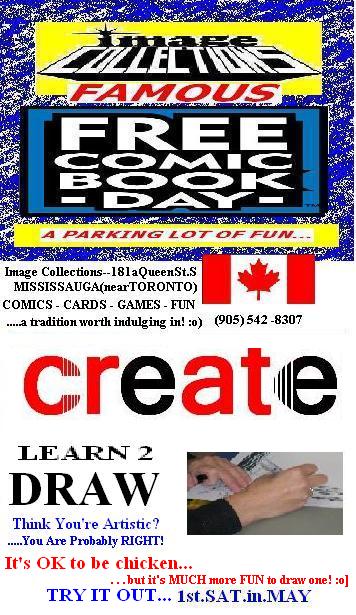 image
COLLECTIONS
FAMOUS
FREE
COMIC
BOOK
-DAY-
TM
A PARKING LOT OF FUN...
Image Collections--181aQueenSt.S
MISSISSAUGA(nearTORONTO)
COMICS - CARDS - GAMES - FUN
.....a tradition worth indulging in! :o)
(905) 542 -8307
create
LEARN 2
DRAW
Think You're Artistic?
.....You Are Probably RIGHT!
It's OK to be chicken...
. . .but it's MUCH more FUN to draw one! :o]
TRY IT OUT... 1st.SAT.in.MAY